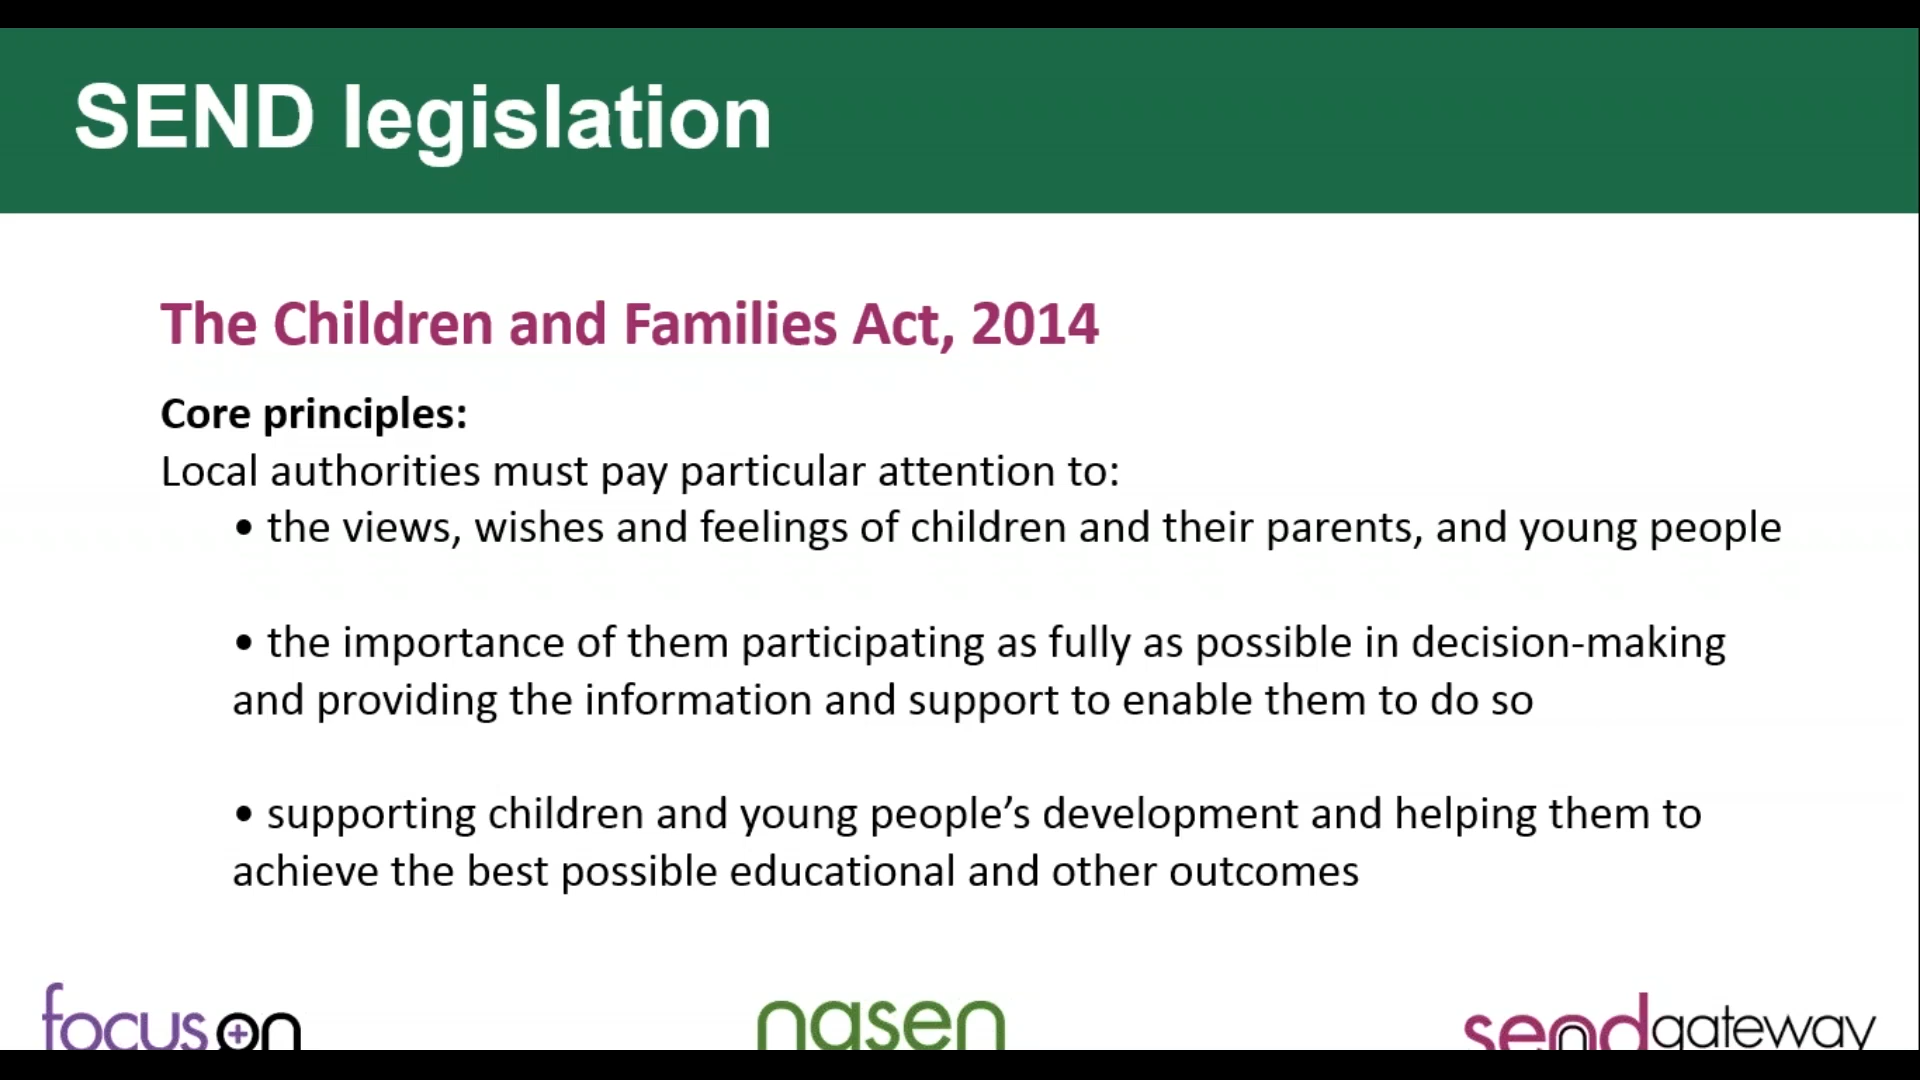 SEND legislation
The Children and Families Act, 2014
Core principles:
Local authorities must pay particular attention to:
• the views, wishes and feelings of children and their parents, and young people
• the importance of them participating as fully as possible in decision-making
and providing the information and support to enable them to do so
• supporting children and young people’s development and helping them to
achieve the best possible educational and other outcomes
focus on
nasen
sendgateway